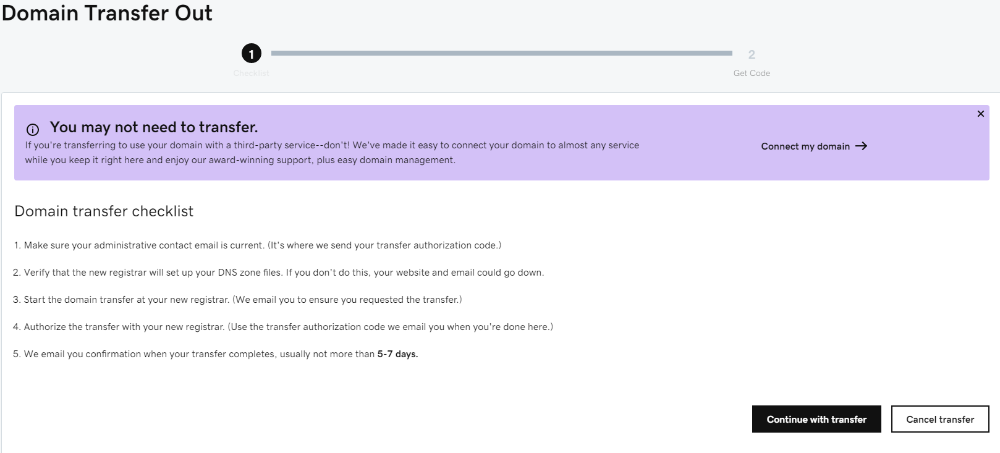 Domain Transfer Out
1
2
Checklist
Get Code
You may not need to transfer.
If you're transferring to use your domain with a third-party service--don't! We've made it easy to connect your domain to almost any service
while you keep it right here and enjoy our award-winning support, plus easy domain management.
Connect my domain
Domain transfer checklist
1. Make sure your administrative contact email is current. (It's where we send your transfer authorization code.)
2. Verify that the new registrar will set up your DNS zone files. If you don't do this, your website and email could go down.
3. Start the domain transfer at your new registrar. (We email you to ensure you requested the transfer.)
4. Authorize the transfer with your new registrar. (Use the transfer authorization code we email you when you're done here.)
5. We email you confirmation when your transfer completes, usually not more than 5-7 days.
Continue with transfer
Cancel transfer